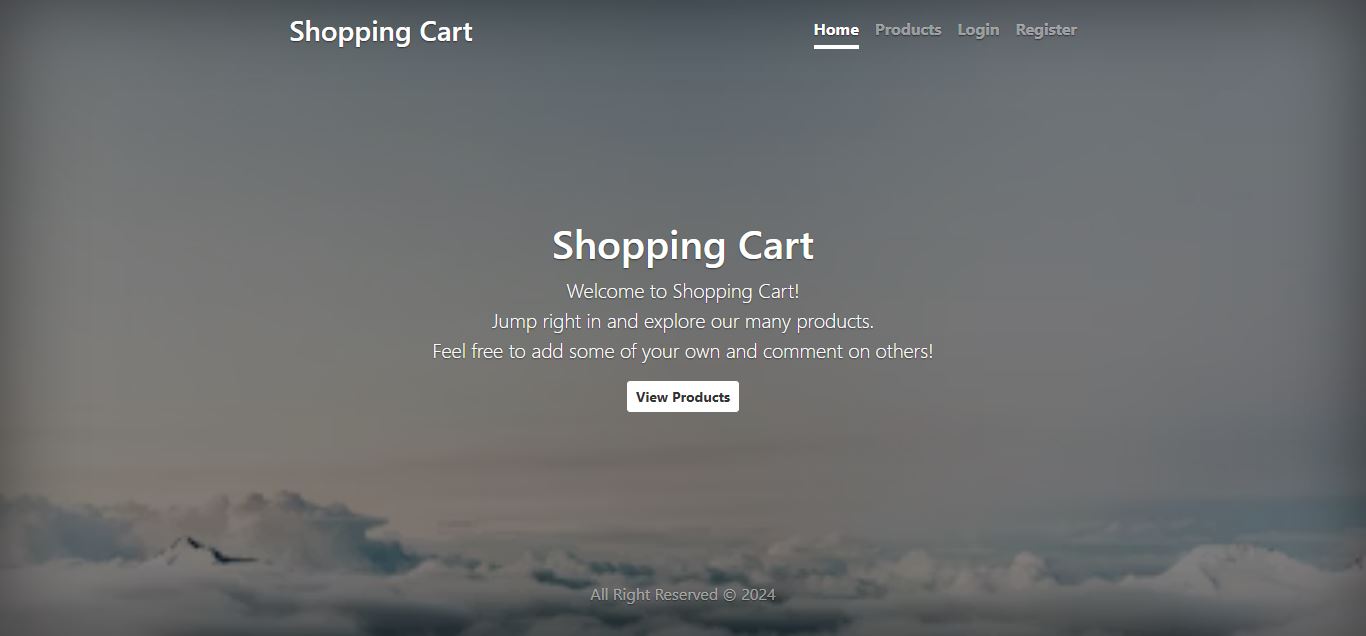 Shopping Cart
Home Products Login Register
Shopping Cart
Welcome to Shopping Cart!
Jump right in and explore our many products.
Feel free to add some of your own and comment on others!
View Products
All Right Reserved © 2024